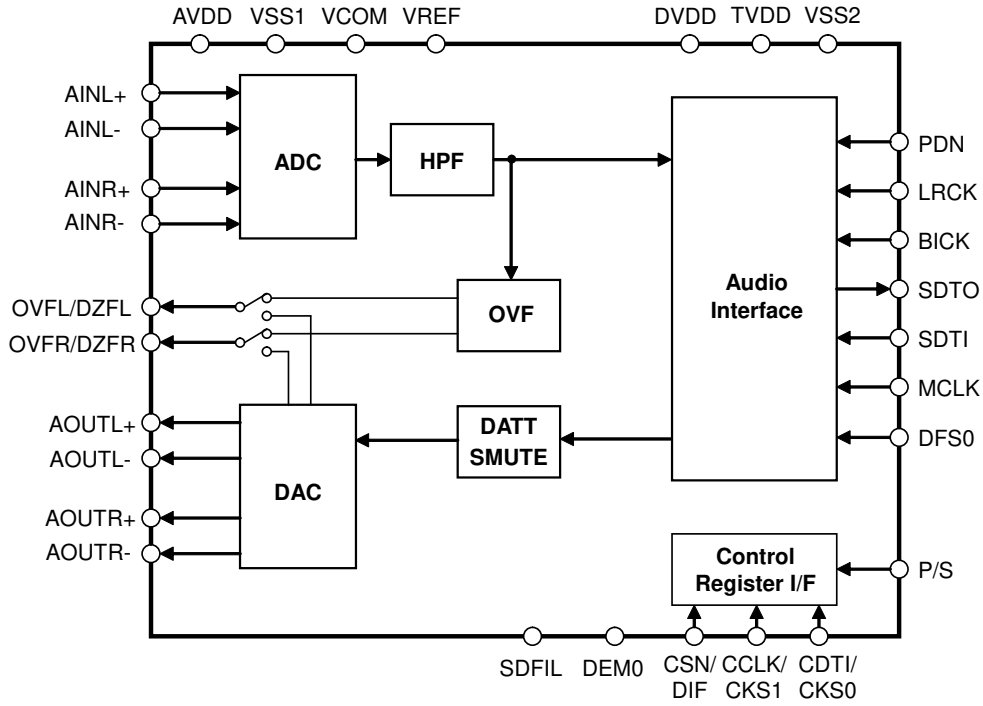 AVDD VSS1 VCOM VREF DVDD TVDD VSS2
AINL+
AINL-
AINR+
AINR-
ADC
HPF
Audio
Interface
PDN
LRCK
BICK
SDTO
SDTI
MCLK
DFS0
OVFL/DZFL
OVFR/DZFR
OVF
AOUTL+
AOUTL-
AOUTR+
AOUTR-
DAC
DATT
SMUTE
Control
Register I/F
P/S
SDFIL
DEM0
CSN/
DIF
CCLK/
CKS1
CDTI/
CKS0